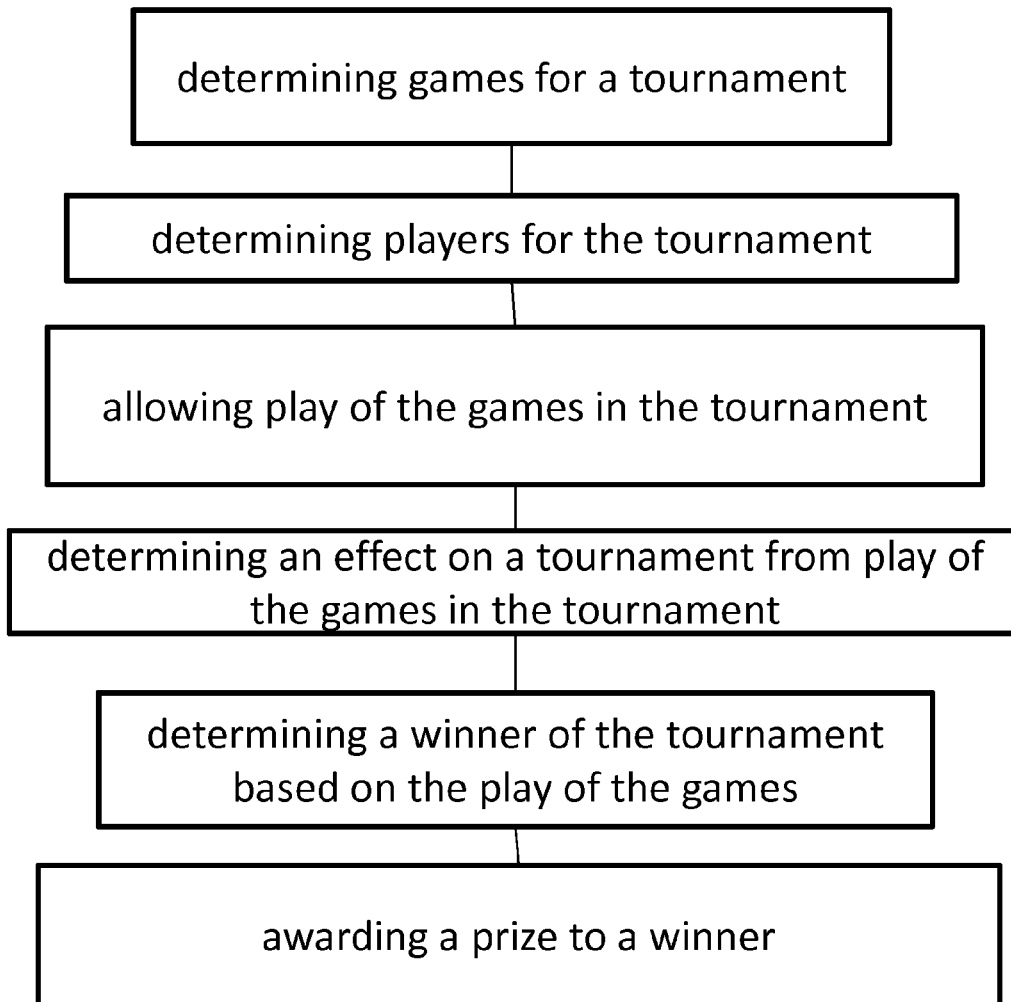 determining games for a tournament
determining players for the tournament
allowing play of the games in the tournament
determining an effect on a tournament from play of
the games in the tournament
determining a winner of the tournament
based on the play of the games
awarding a prize to a winner